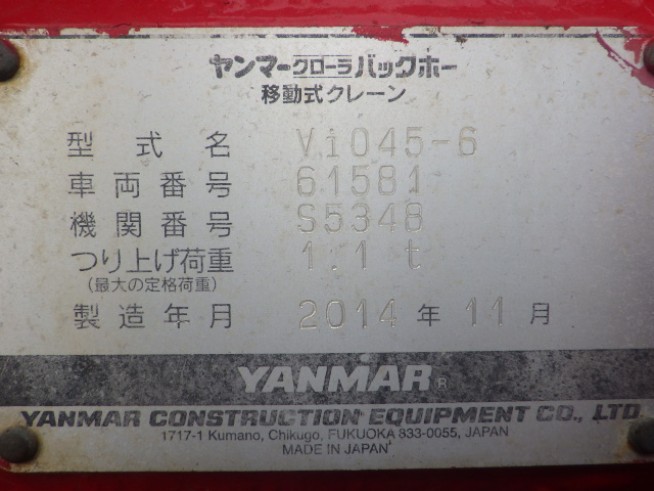 ヤンマークローラバックホー
移動式クレーン
型式名 ViO45-6
車両番号 61581
機関番号 S5348
つり上げ荷重 1.1t
(最大の定格荷重)
製造年月 2014年11月
YANMAR®
YANMAR CONSTRUCTION EQUIPMENT CO., LTD
1717-1 Kumano, Chikugo, FUKUOKA 833-0055, JAPAN
MADE IN JAPAN